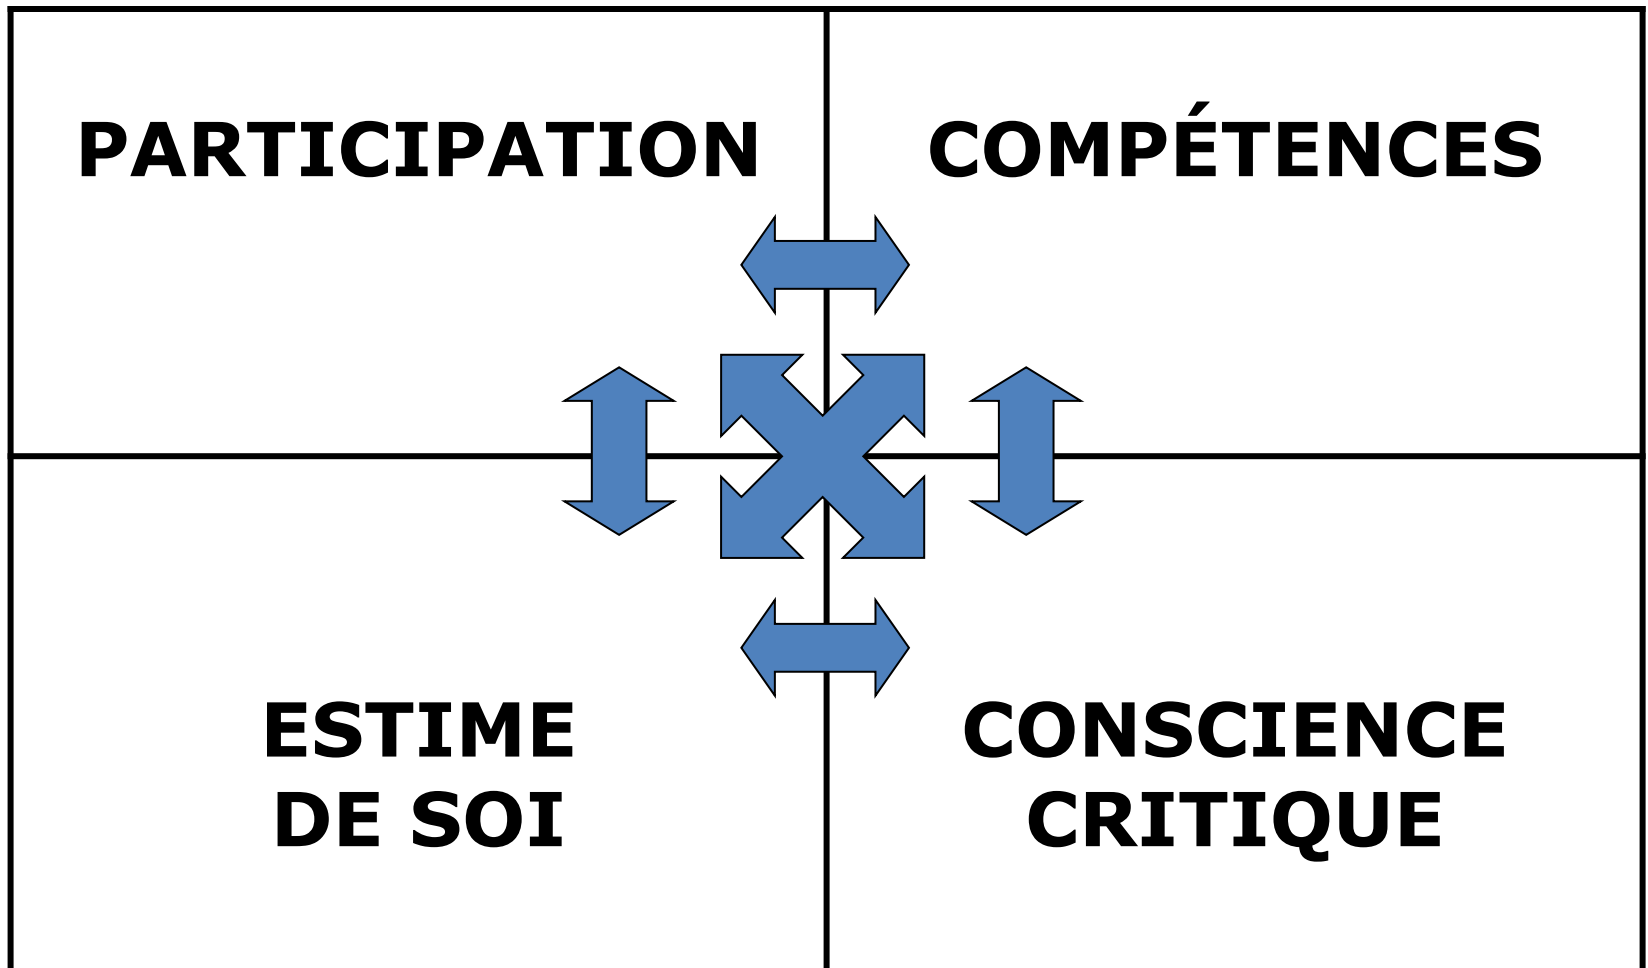 PARTICIPATION
COMPÉTENCES
ESTIME
DE SOI
CONSCIENCE
CRITIQUE